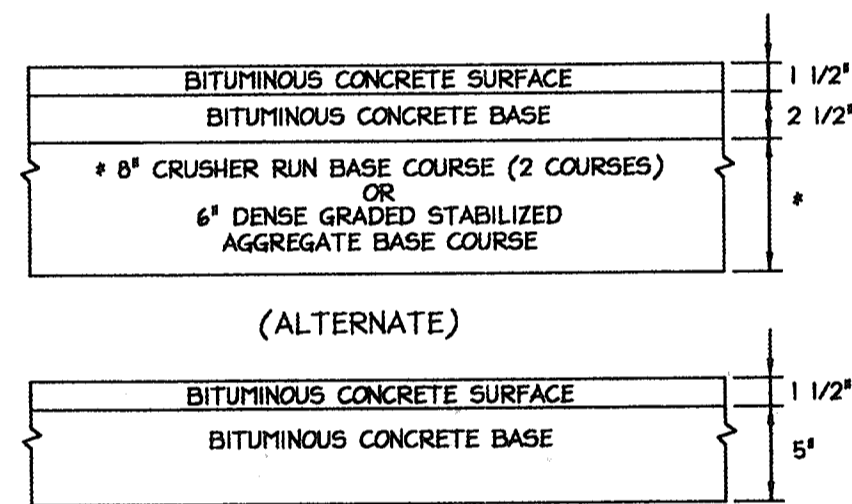 BITUMINOUS CONCRETE SURFACE
1 1/2"
BITUMINOUS CONCRETE BASE
2 1/2"
* 8" CRUSHER RUN BASE COURSE (2 COURSES)
OR
6" DENSE GRADED STABILIZED
AGGREGATE BASE COURSE
*
(ALTERNATE)
BITUMINOUS CONCRETE SURFACE
1 1/2"
BITUMINOUS CONCRETE BASE
5"